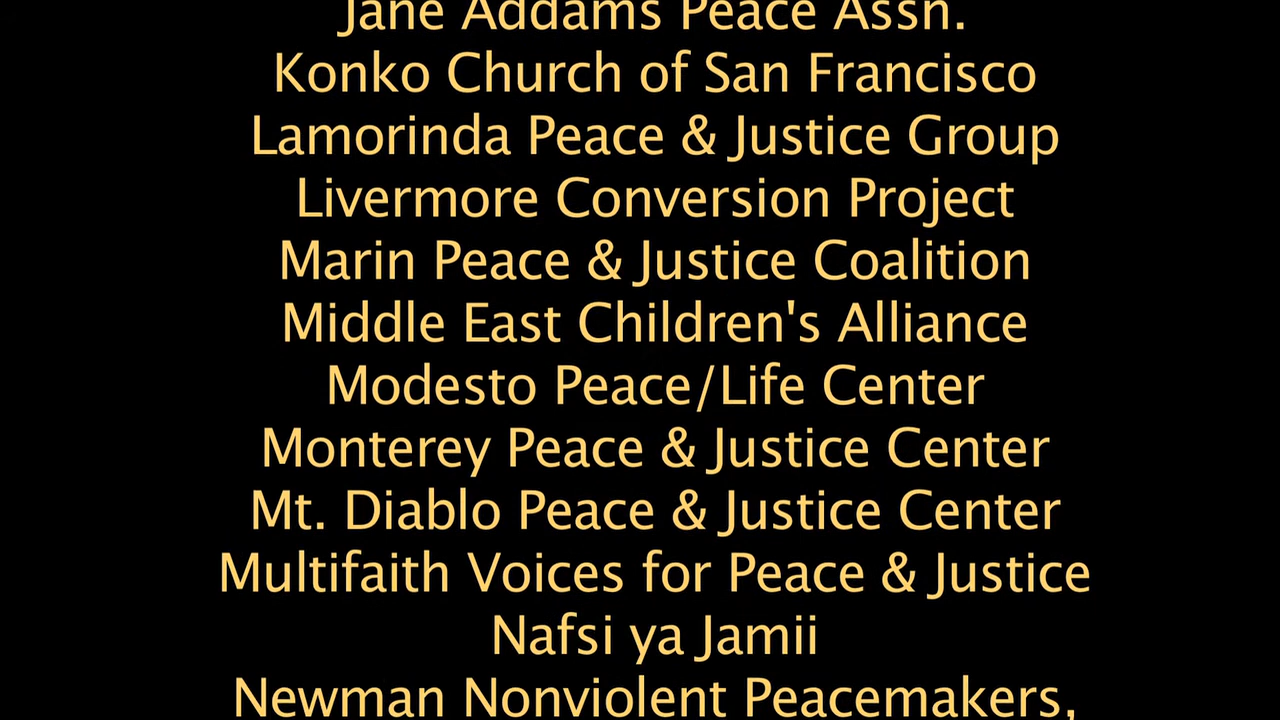 Jane Addams Peace Assn.
Konko Church of San Francisco
Lamorinda Peace & Justice Group
Livermore Conversion Project
Marin Peace & Justice Coalition
Middle East Children's Alliance
Modesto Peace/Life Center
Monterey Peace & Justice Center
Mt. Diablo Peace & Justice Center
Multifaith Voices for Peace & Justice
Nafsi ya Jamii
Newman Nonviolent Peacemakers,